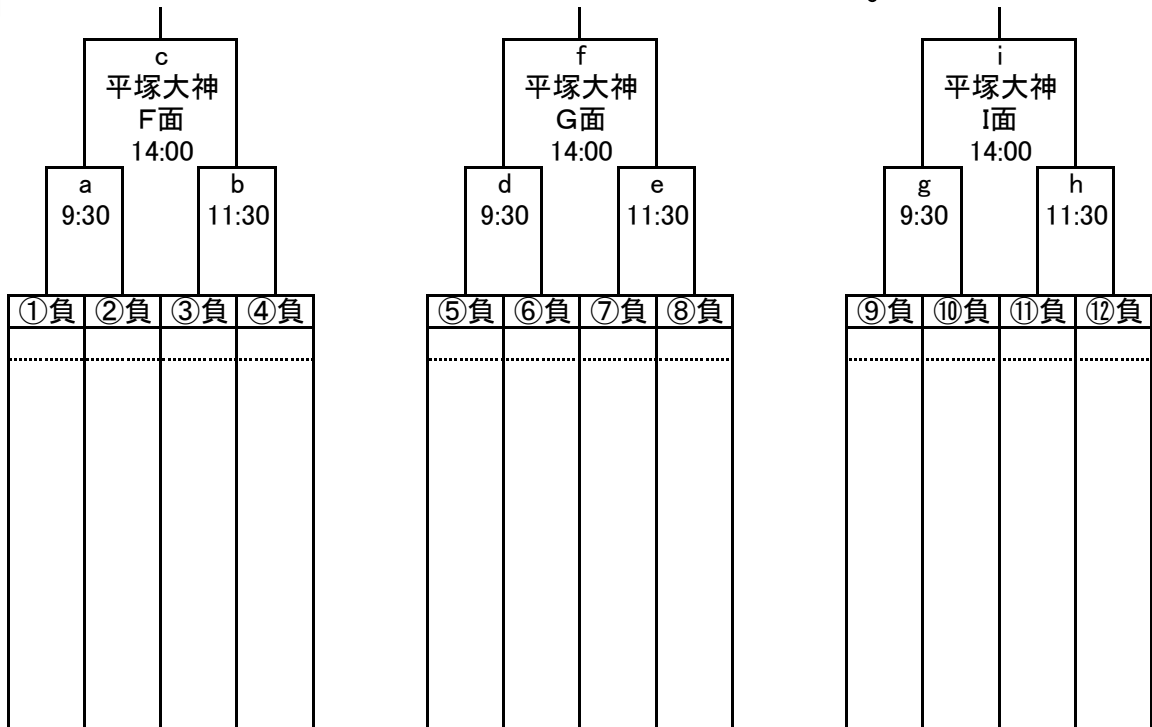 c
平塚大神
F面
14:00
a
9:30
b
11:30
①負 ②負 ③負 ④負
f
平塚大神
G面
14:00
d
9:30
e
11:30
⑤負 ⑥負 ⑦負 ⑧負
i
平塚大神
I面
14:00
g
9:30
h
11:30
⑨負 ⑩負 ⑪負 ⑫負